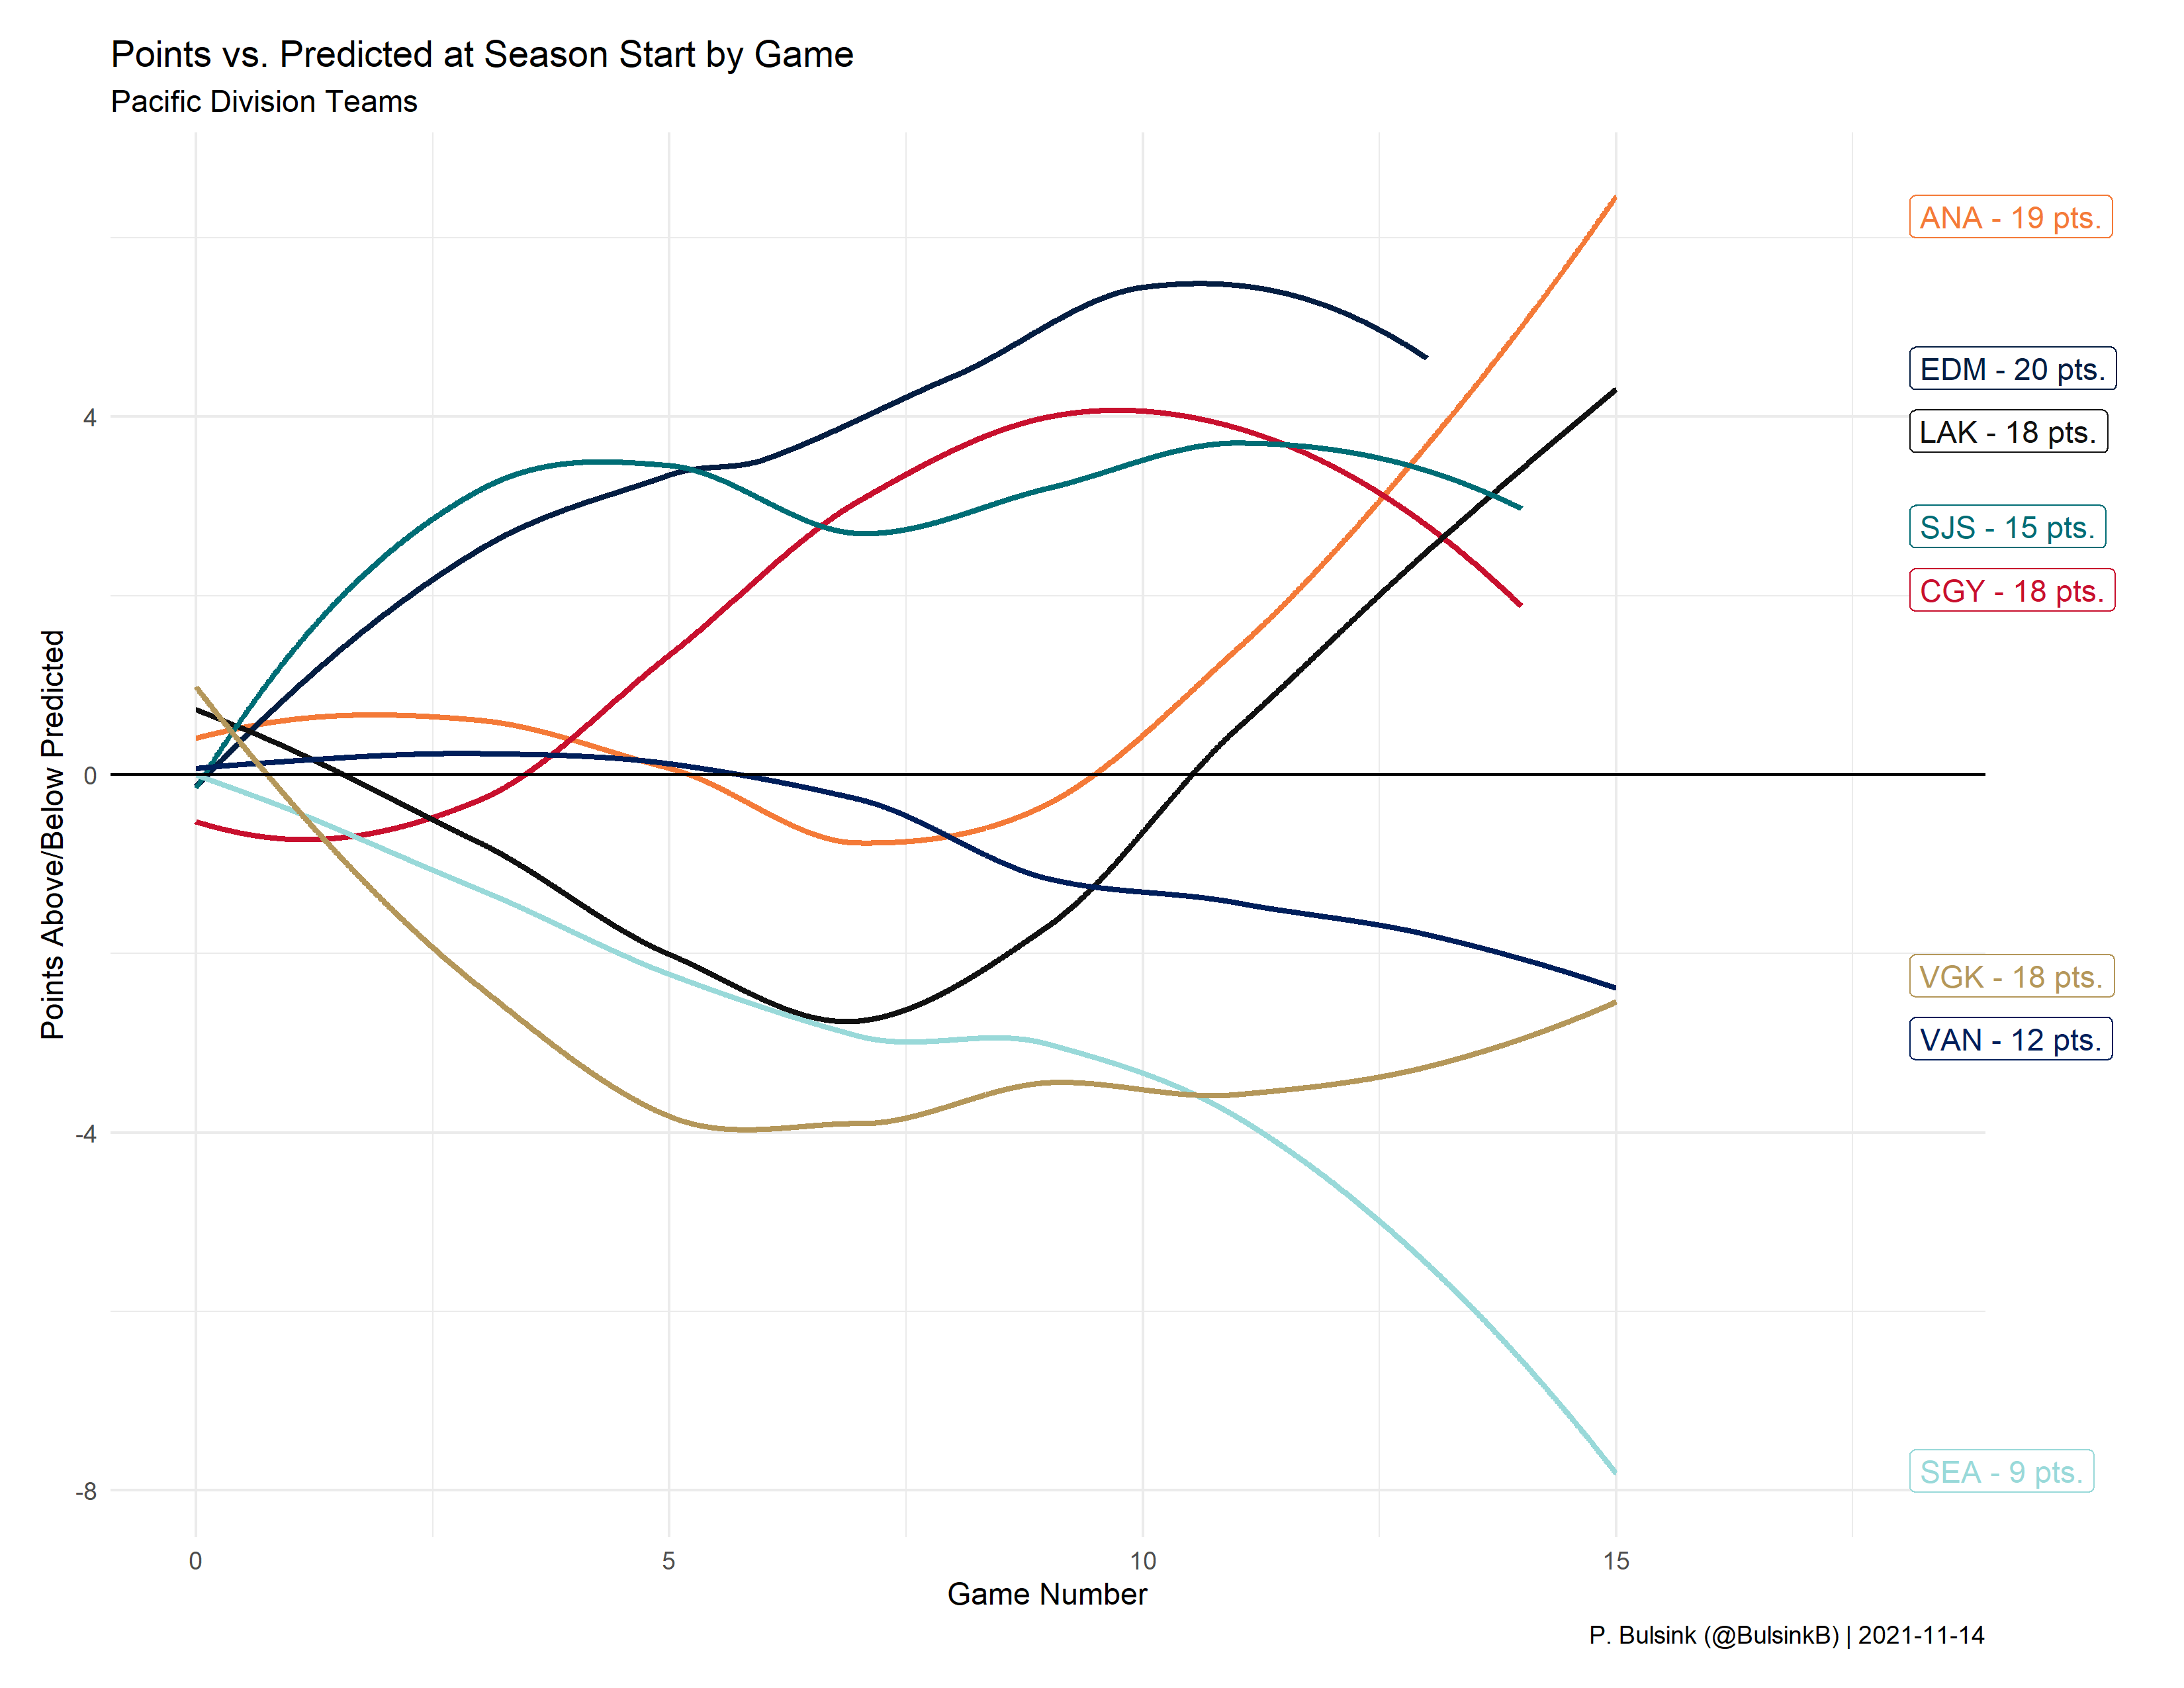 Points vs. Predicted at Season Start by Game
Pacific Division Teams
Points Above/Below Predicted
4
0
-4
-8
ANA - 19 pts.
EDM - 20 pts.
LAK - 18 pts.
SJS - 15 pts.
CGY - 18 pts.
VGK - 18 pts.
VAN - 12 pts.
SEA - 9 pts.
0 5 10 15
Game Number
P. Bulsink (@BulsinkB) | 2021-11-14